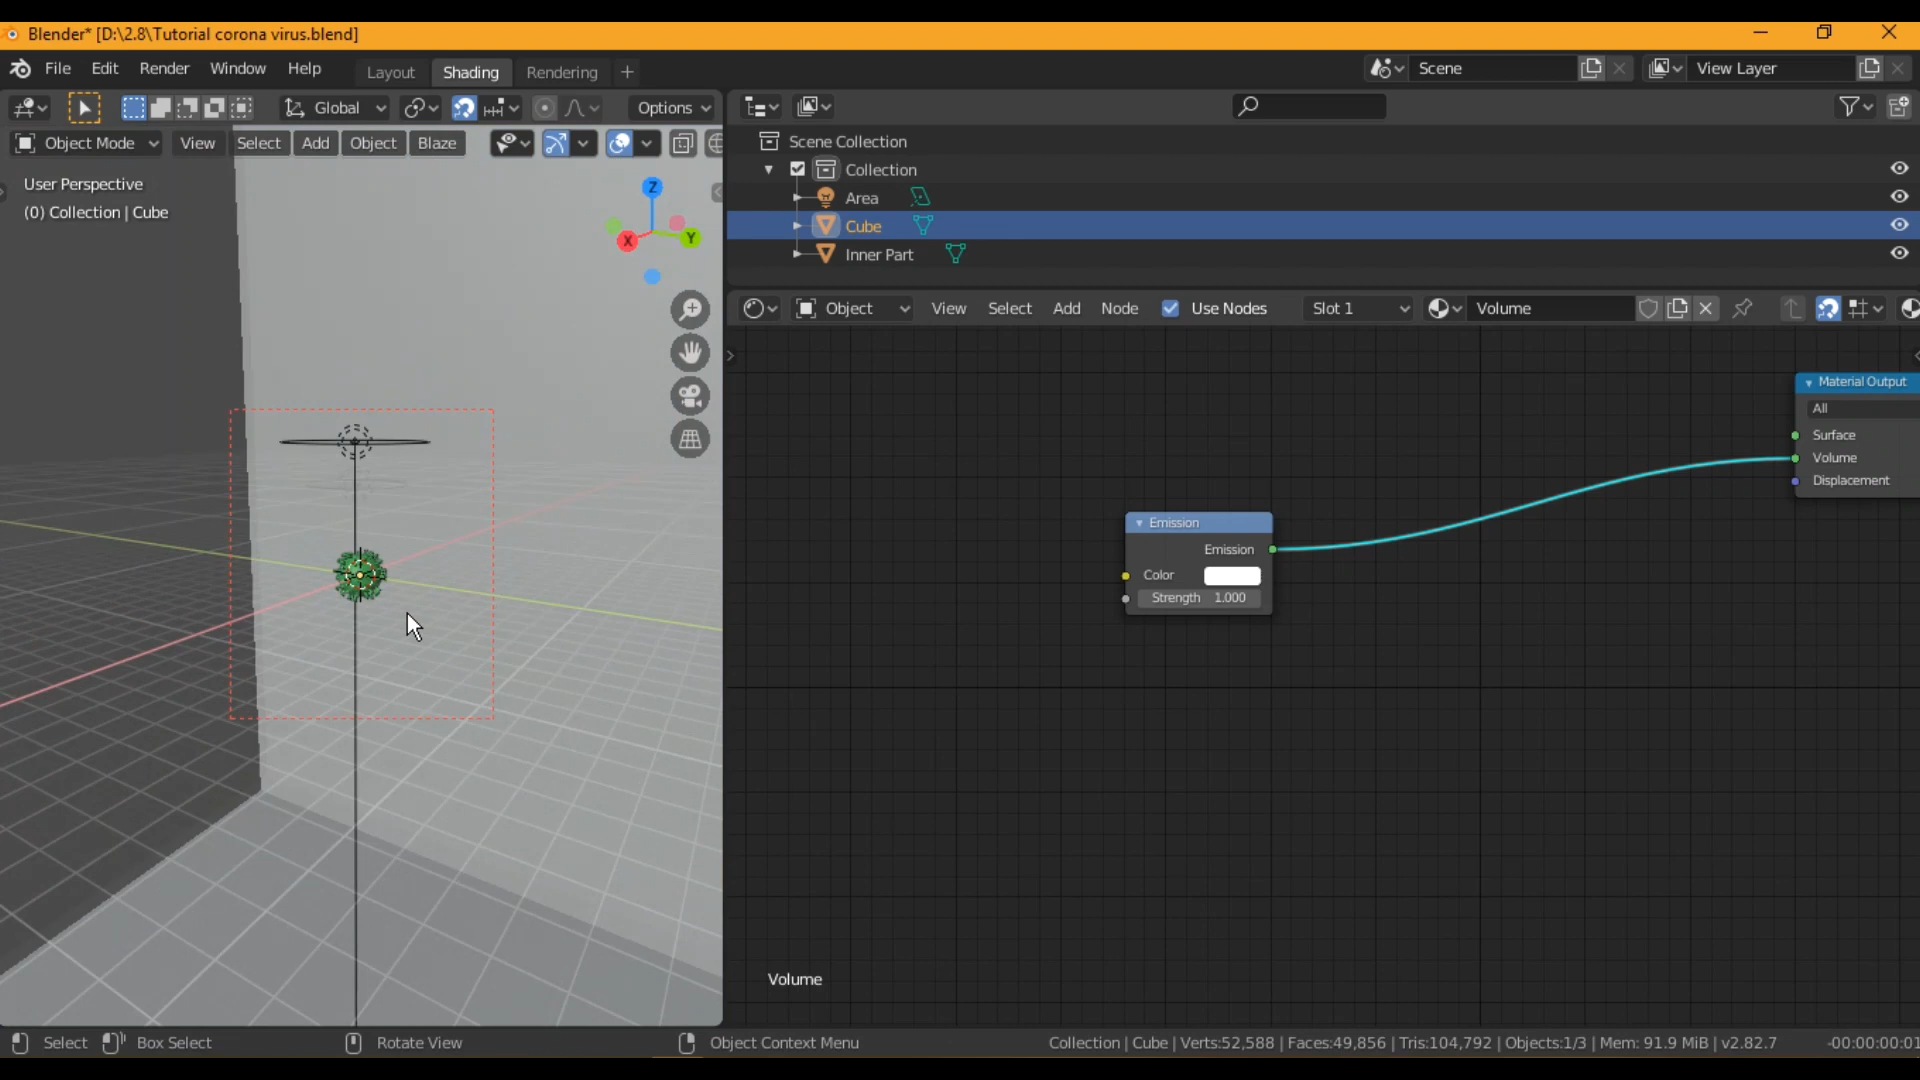 Blender* [D:\2.8\Tutorial corona virus.blend]
File Edit Render Window Help Layout Shading Rendering + Scene View Layer
Global Options
Object Mode View Select Add Object Blaze
User Perspective
(0) Collection | Cube
Z
X
Y
Scene Collection
Collection
Area
Cube
Inner Part
Object View Select Add Node Use Nodes Slot 1 Volume
Material Output
All
Surface
Volume
Displacement
Emission
Emission
Color
Strength 1.000
Volume
Select Box Select Rotate View Object Context Menu Collection | Cube | Verts:52,588 | Faces:49,856 | Tris:104,792 | Objects:1/3 | Mem: 91.9 MiB | v2.82.7 -00:00:00:01